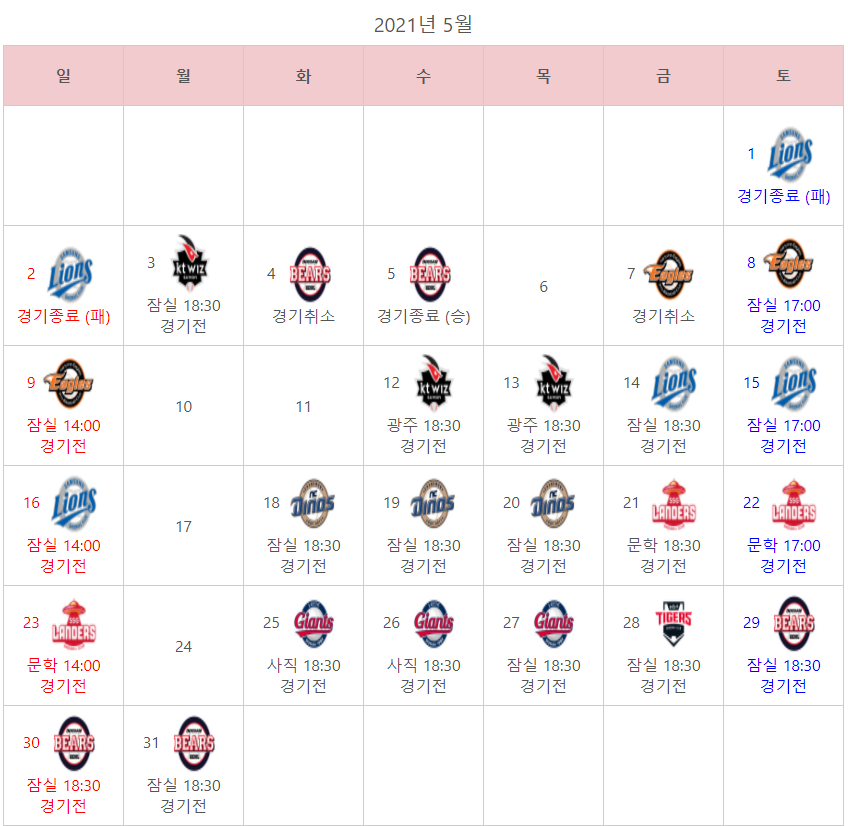 2021년 5월
일 월 화 수 목 금 토
1 Lions
경기종료 (패)
2 Lions 3 kt wiz 4 BEARS 5 BEARS 6 7 Eagles 8 Eagles
경기종료 (패) 잠실 18:30 경기취소 경기종료 (승) 경기취소 잠실 17:00
경기전 경기전
9 Eagles 10 11 12 kt wiz 13 kt wiz 14 Lions 15 Lions
잠실 14:00 광주 18:30 광주 18:30 잠실 18:30 잠실 17:00
경기전 경기전 경기전 경기전 경기전
16 Lions 17 18 NC DINOS 19 NC DINOS 20 NC DINOS 21 SSG LANDERS 22 SSG LANDERS
잠실 14:00 잠실 18:30 잠실 18:30 잠실 18:30 문학 18:30 문학 17:00
경기전 경기전 경기전 경기전 경기전 경기전
23 SSG LANDERS 24 25 Giants 26 Giants 27 Giants 28 TIGERS 29 BEARS
문학 14:00 사직 18:30 사직 18:30 잠실 18:30 잠실 18:30 잠실 18:30
경기전 경기전 경기전 경기전 경기전 경기전
30 BEARS 31 BEARS
잠실 18:30 잠실 18:30
경기전 경기전